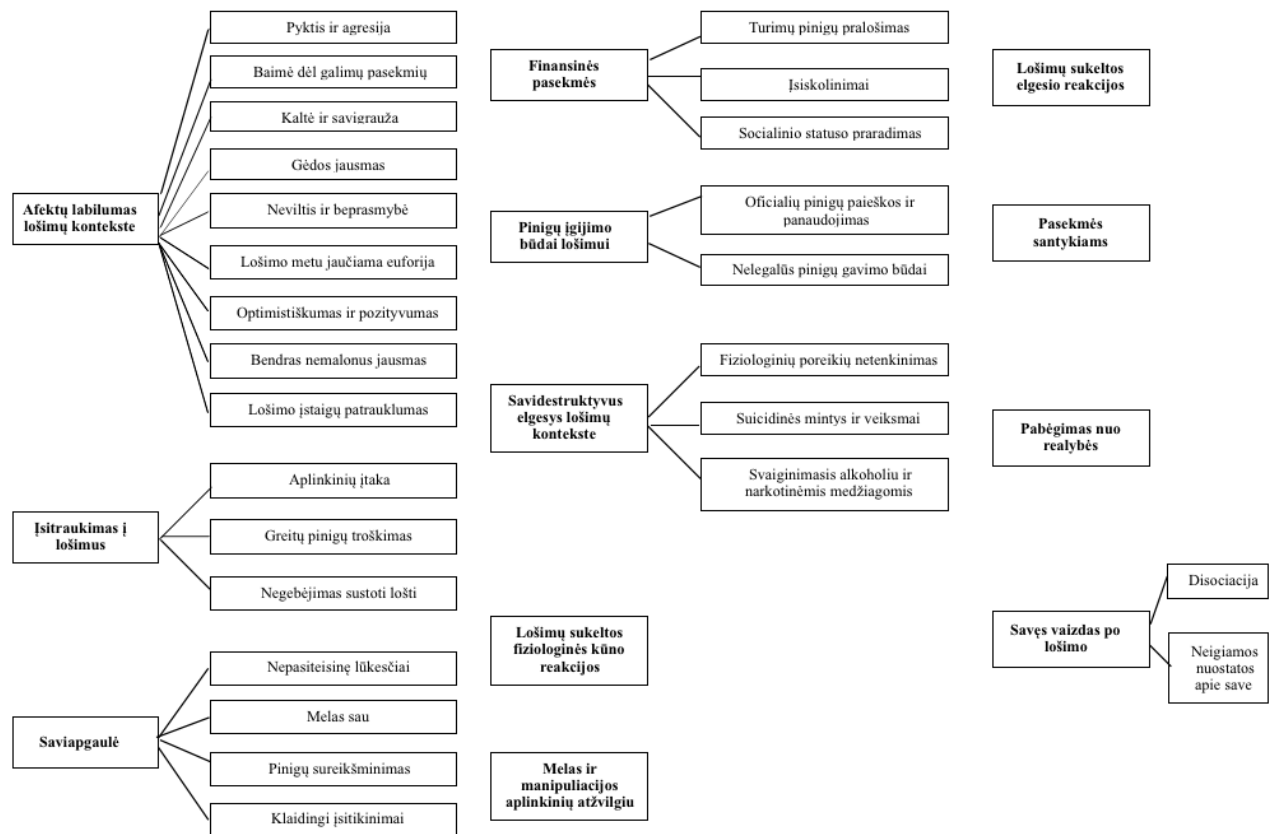 Afektų labilumas
lošimų kontekste
Pyktis ir agresija
Baimė dėl galimų pasekmių
Kaltė ir savigrauža
Gėdos jausmas
Neviltis ir beprasmybė
Lošimo metu jaučiama euforija
Optimistiškumas ir pozityvumas
Bendras nemalonus jausmas
Lošimo įstaigų patrauklumas
Įsitraukimas į
lošimus
Aplinkinių įtaka
Greitų pinigų troškimas
Negebėjimas sustoti lošti
Saviapgaulė
Nepasiteisinę lūkesčiai
Melas sau
Pinigų sureikšminimas
Klaidingi įsitikinimai
Finansinės
pasekmės
Turimų pinigų pralošimas
Įsiskolinimai
Socialinio statuso praradimas
Pinigų įgijimo
būdai lošimui
Oficialių pinigų paieškos ir
panaudojimas
Nelegalūs pinigų gavimo būdai
Savidestruktyvus
elgesys lošimų
kontekste
Fiziologinių poreikių netenkinimas
Suicidinės mintys ir veiksmai
Svaiginimasis alkoholiu ir
narkotinėmis medžiagomis
Lošimų sukeltos
fiziologinės kūno
reakcijos
Melas ir
manipuliacijos
aplinkinių atžvilgiu
Lošimų sukeltos
elgesio reakcijos
Pasekmės
santykiams
Pabėgimas nuo
realybės
Savęs vaizdas po
lošimo
Disociacija
Neigiamos
nuostatos
apie save